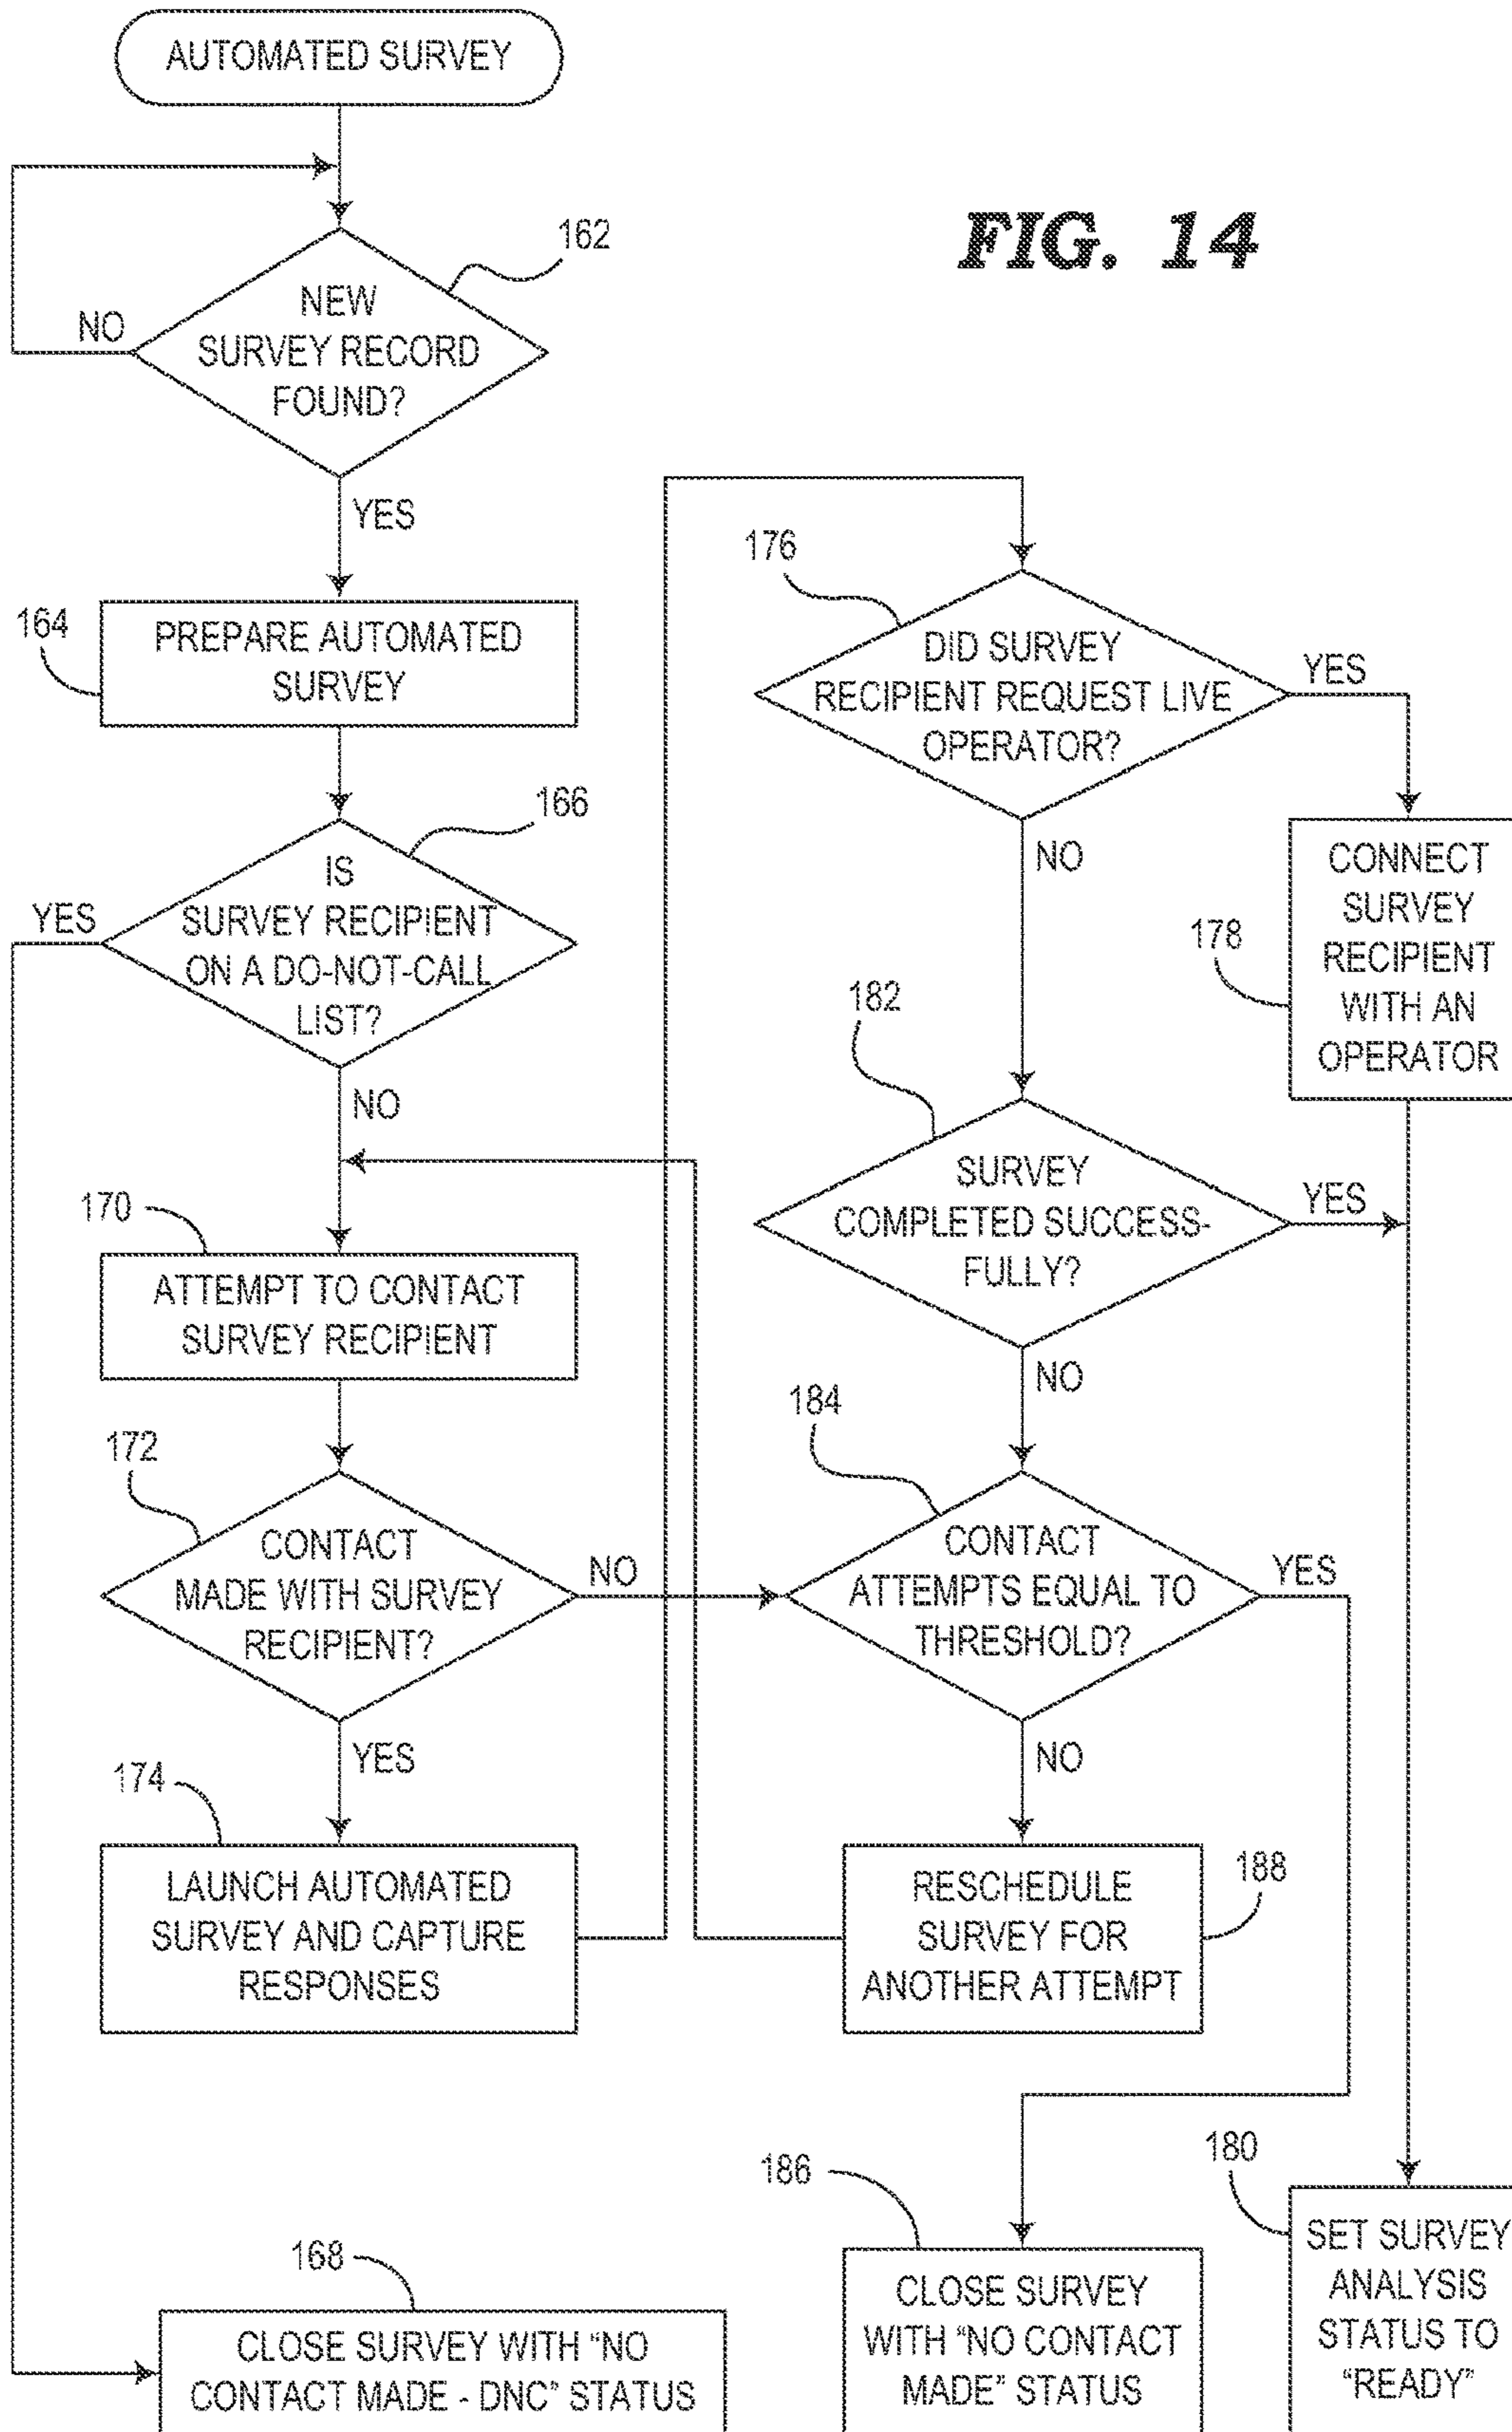 AUTOMATED SURVEY
FIG. 14
162
NEW
SURVEY RECORD
FOUND?
NO
YES
164
PREPARE AUTOMATED
SURVEY
166
IS
SURVEY RECIPIENT
ON A DO-NOT-CALL
LIST?
YES
NO
170
ATTEMPT TO CONTACT
SURVEY RECIPIENT
172
CONTACT
MADE WITH SURVEY
RECIPIENT?
NO
YES
174
LAUNCH AUTOMATED
SURVEY AND CAPTURE
RESPONSES
176
DID SURVEY
RECIPIENT REQUEST LIVE
OPERATOR?
YES
NO
178
CONNECT
SURVEY
RECIPIENT
WITH AN
OPERATOR
182
SURVEY
COMPLETED SUCCESS-
FULLY?
YES
NO
184
CONTACT
ATTEMPTS EQUAL TO
THRESHOLD?
YES
NO
188
RESCHEDULE
SURVEY FOR
ANOTHER ATTEMPT
168
CLOSE SURVEY WITH “NO
CONTACT MADE - DNC” STATUS
186
CLOSE SURVEY
WITH “NO CONTACT
MADE” STATUS
180
SET SURVEY
ANALYSIS
STATUS TO
“READY”